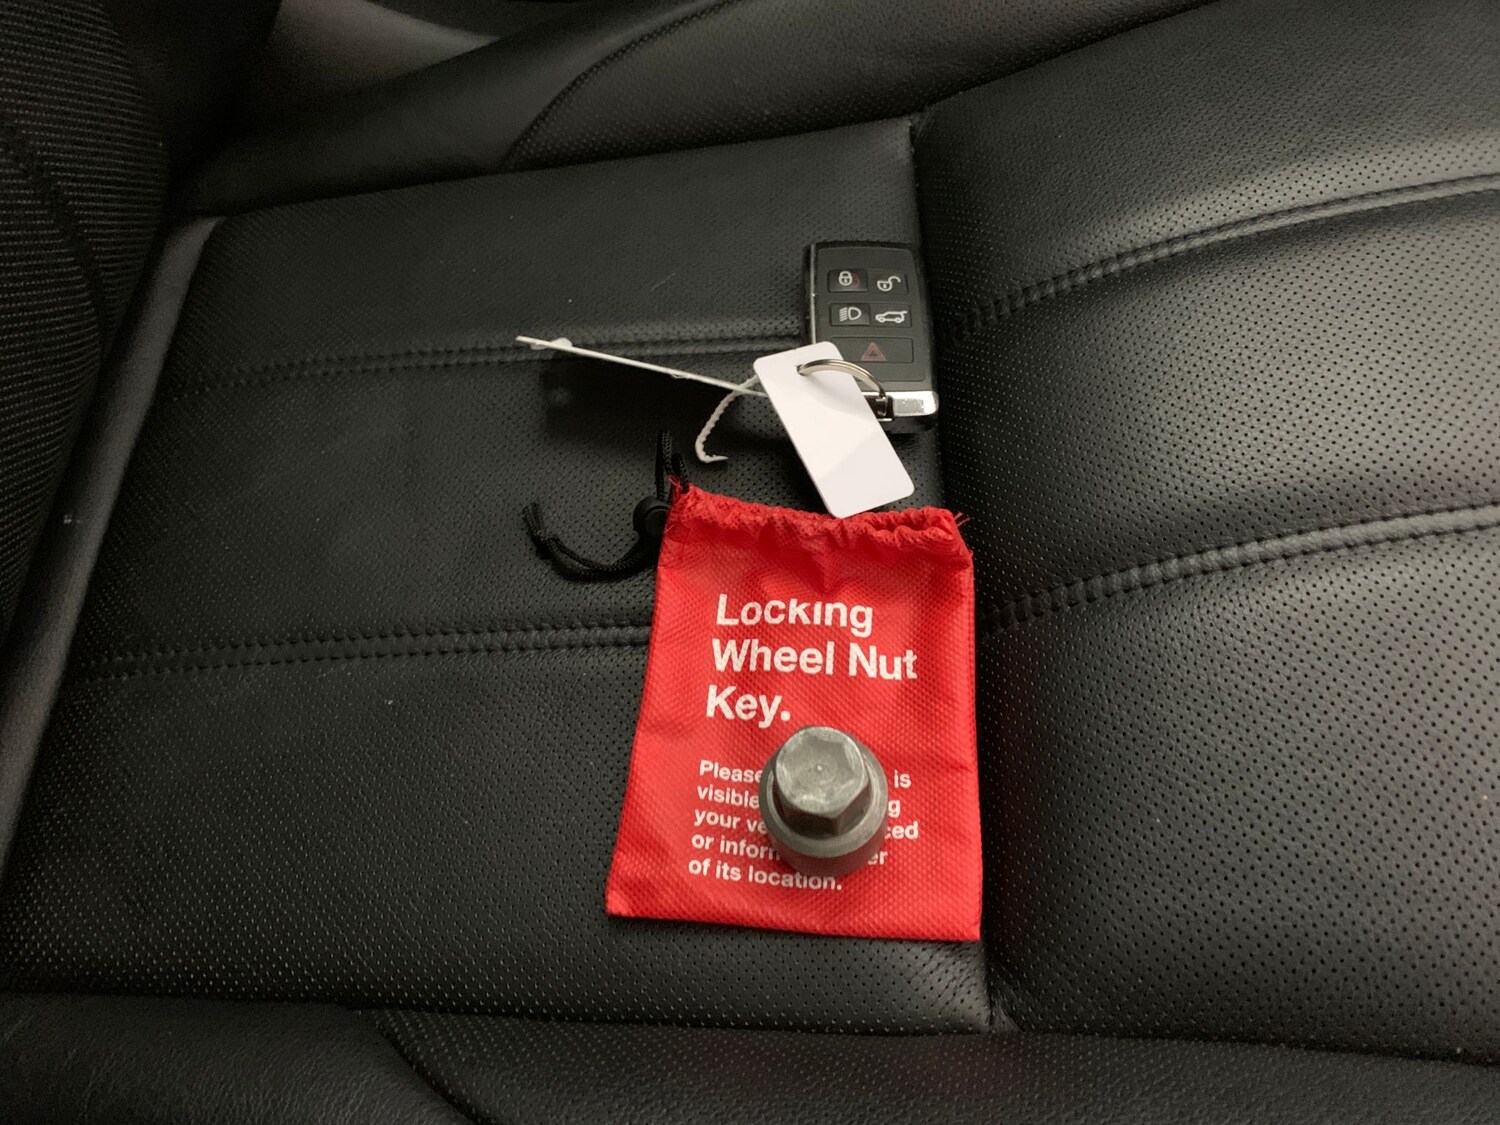 Locking
Wheel Nut
Key.
Please is
visible
your
or
of its location.